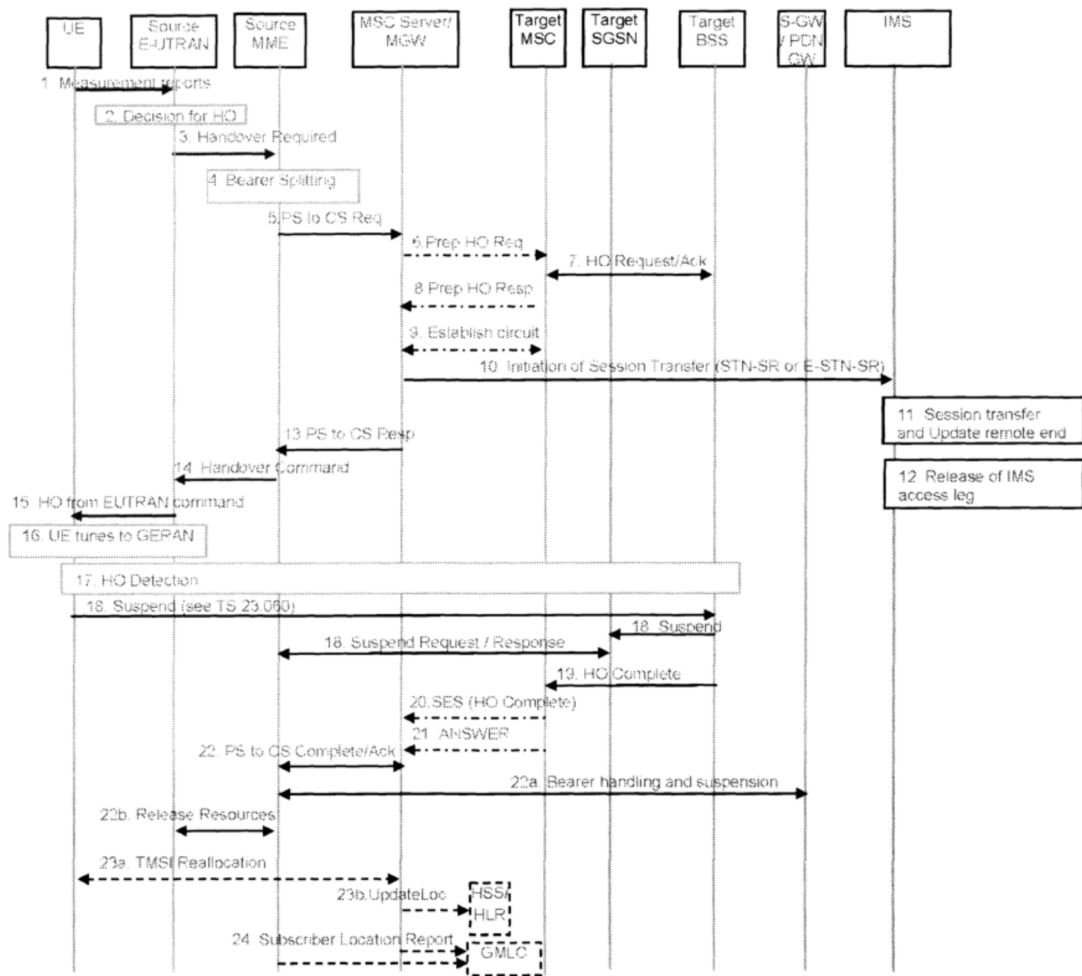 UE
Source
E-UTRAN
Source
MME
MSC Server/
MGW
Target
MSC
Target
SGSN
Target
BSS
S-GW
/ PDN
GW
IMS
1. Measurement reports
2. Decision for HO
3. Handover Required
4. Bearer Splitting
5.PS to CS Req
6.Prep HO Req
7. HO Request/Ack
8 Prep HO Resp
9. Establish circuit
10. Initiation of Session Transfer (STN-SR or E-STN-SR)
11 Session transfer
and Update remote end
13 PS to CS Resp
12 Release of IMS
access leg
14. Handover Command
15 HO from EUTRAN command
16. UE tunes to GERAN
17. HO Detection
18. Suspend (see TS 23.060)
18. Suspend
18. Suspend Request / Response
19. HO Complete
20.SES (HO Complete)
21 ANSWER
22. PS to CS Complete/Ack
22a. Bearer handling and suspension
22b. Release Resources
23a. TMSI Reallocation
23b.UpdateLoc
HSS/
HLR
24 Subscriber Location Report
GMLC